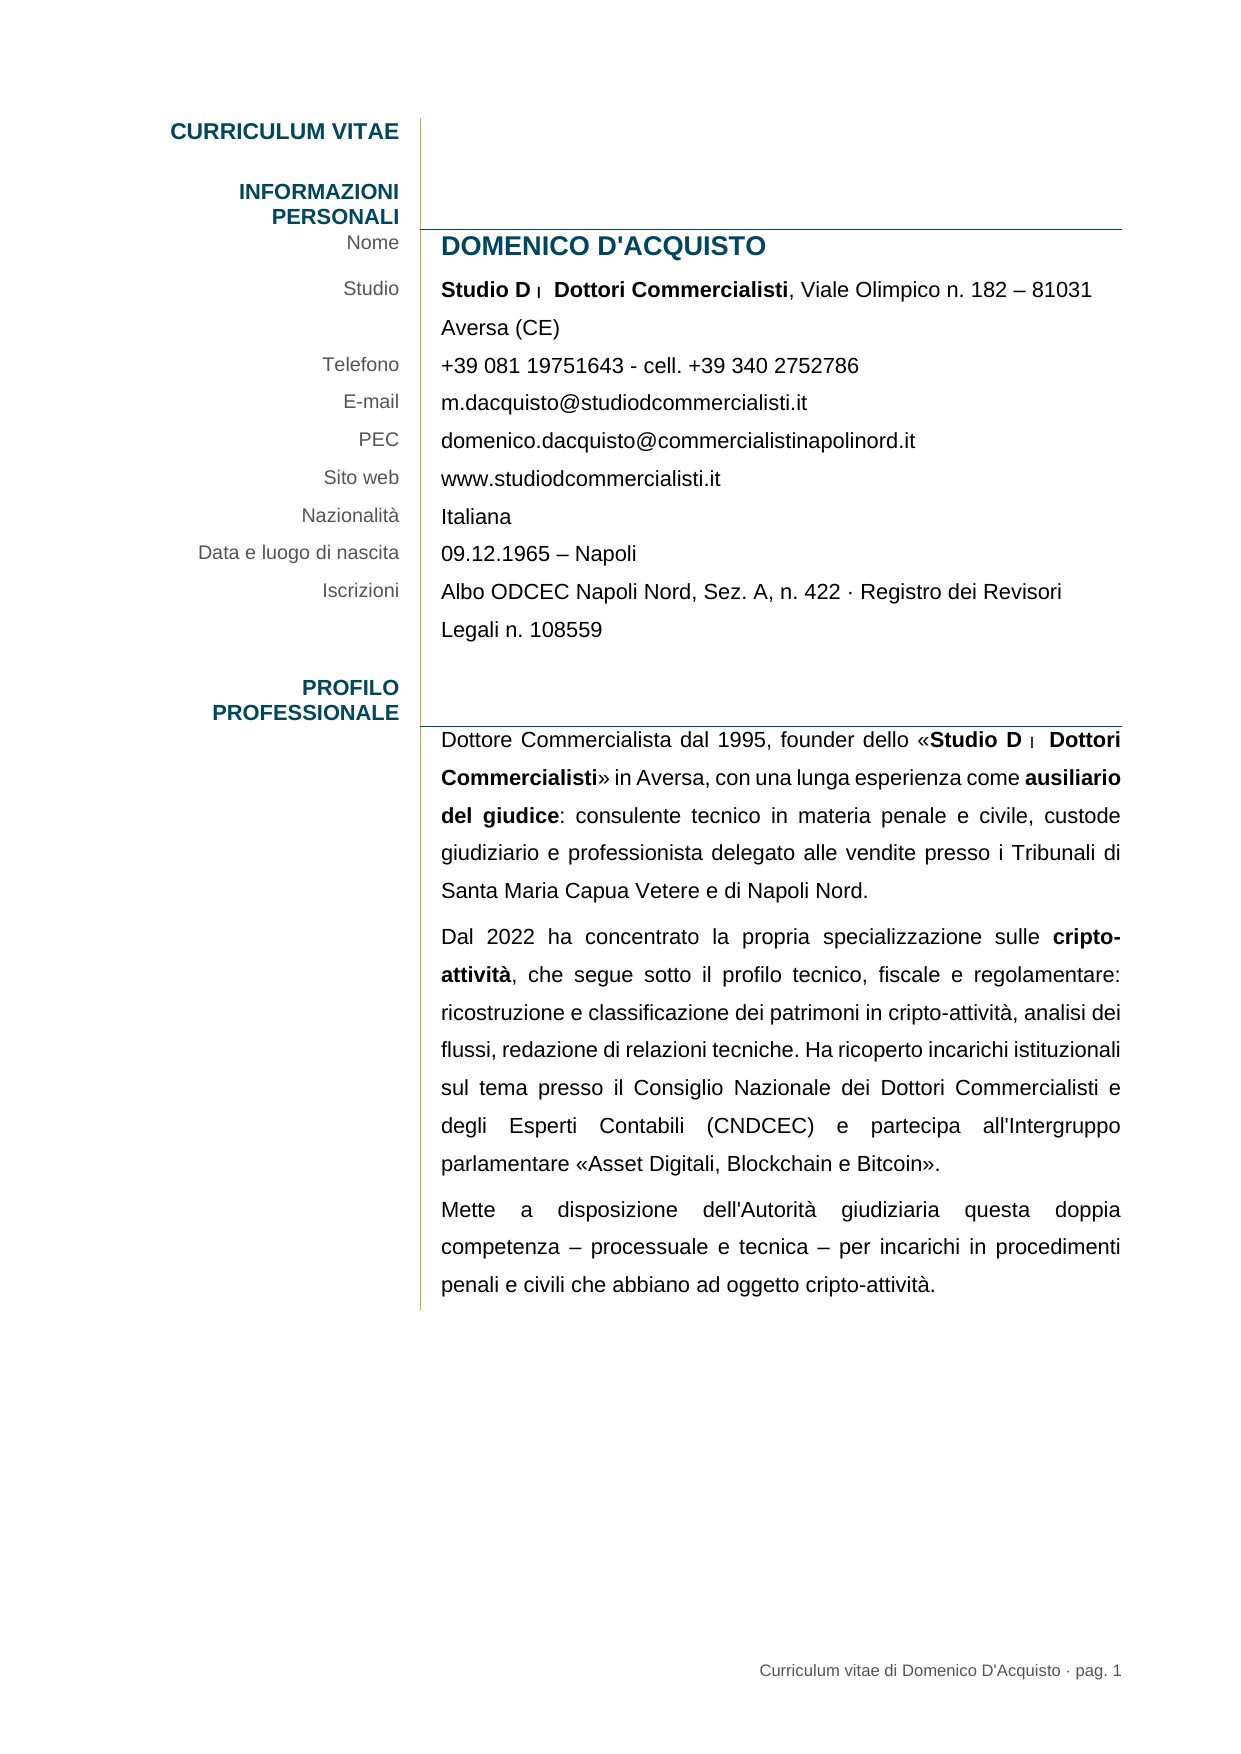 CURRICULUM VITAE
INFORMAZIONI
PERSONALI
Nome
DOMENICO D'ACQUISTO
Studio
Studio D | Dottori Commercialisti, Viale Olimpico n. 182 – 81031
Aversa (CE)
Telefono
+39 081 19751643 - cell. +39 340 2752786
E-mail
m.dacquisto@studiodcommercialisti.it
PEC
domenico.dacquisto@commercialistinapolinord.it
Sito web
www.studiodcommercialisti.it
Nazionalità
Italiana
Data e luogo di nascita
09.12.1965 – Napoli
Iscrizioni
Albo ODCEC Napoli Nord, Sez. A, n. 422 · Registro dei Revisori
Legali n. 108559
PROFILO
PROFESSIONALE
Dottore Commercialista dal 1995, founder dello «Studio D | Dottori
Commercialisti» in Aversa, con una lunga esperienza come ausiliario
del giudice: consulente tecnico in materia penale e civile, custode
giudiziario e professionista delegato alle vendite presso i Tribunali di
Santa Maria Capua Vetere e di Napoli Nord.
Dal 2022 ha concentrato la propria specializzazione sulle cripto-
attività, che segue sotto il profilo tecnico, fiscale e regolamentare:
ricostruzione e classificazione dei patrimoni in cripto-attività, analisi dei
flussi, redazione di relazioni tecniche. Ha ricoperto incarichi istituzionali
sul tema presso il Consiglio Nazionale dei Dottori Commercialisti e
degli Esperti Contabili (CNDCEC) e partecipa all'Intergruppo
parlamentare «Asset Digitali, Blockchain e Bitcoin».
Mette a disposizione dell'Autorità giudiziaria questa doppia
competenza – processuale e tecnica – per incarichi in procedimenti
penali e civili che abbiano ad oggetto cripto-attività.
Curriculum vitae di Domenico D'Acquisto · pag. 1